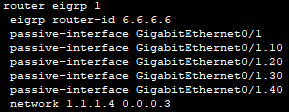 router eigrp 1
eigrp router-id 6.6.6.6
passive-interface GigabitEthernet0/1
passive-interface GigabitEthernet0/1.10
passive-interface GigabitEthernet0/1.20
passive-interface GigabitEthernet0/1.30
passive-interface GigabitEthernet0/1.40
network 1.1.1.4 0.0.0.3